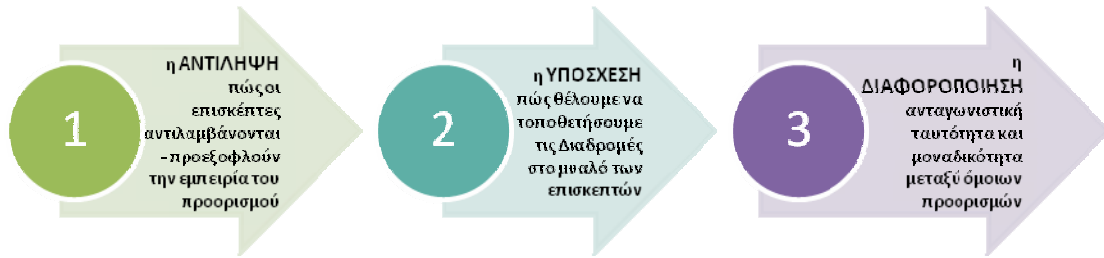 1
η ΑΝΤΙΛΗΨΗ
πώς οι
επισκέπτες
αντιλαμβάνονται
- προεξοφλούν
την εμπειρία του
προορισμού
2
η ΥΠΟΣΧΕΣΗ
πώς θέλουμε να
τοποθετήσουμε
τις Διαδρομές
στο μυαλό των
επισκεπτών
3
η
ΔΙΑΦΟΡΟΠΟΙΗΣΗ
ανταγωνιστική
ταυτότητα και
μοναδικότητα
μεταξύ όμοιων
προορισμών